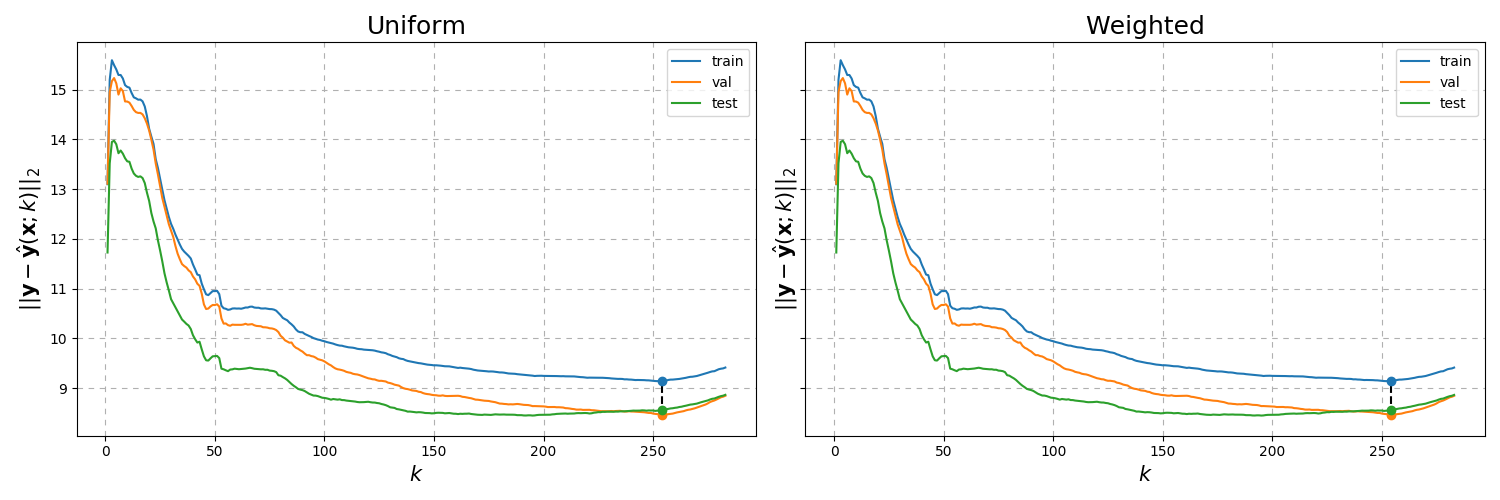 Uniform
||y − ŷ(x; k)||₂
15
14
13
12
11
10
9
train
val
test
0
50
100
150
200
250
k
Weighted
||y − ŷ(x; k)||₂
train
val
test
0
50
100
150
200
250
k